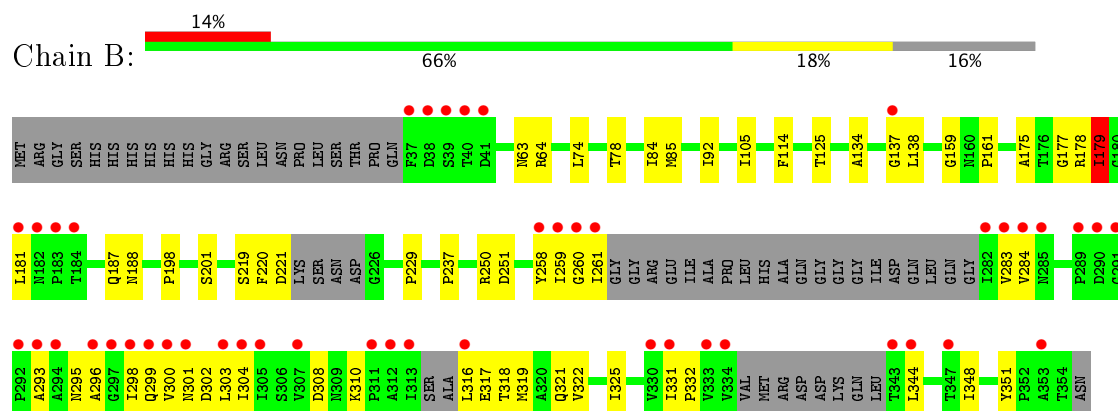 14%
Chain B:
66% 18% 16%
MET ARG GLY SER HIS HIS HIS HIS HIS HIS GLY ARG SER LEU ASN PRO LEU SER THR PRO GLN F37 D38 S39 T40 D41 N63 R64 L74 T78 I84 M85 I92 I105 F114 T125 A134 G137 L138 G159 N160 P161 A175 T176 G177 R178 I179 G180
L181 N182 P183 T184 Q187 N188 P198 S201 S219 F220 D221 LYS SER ASN ASP G226 P229 P237 R250 D251 Y258 I259 G260 I261 GLY GLY ARG GLU ILE ALA PRO LEU HIS ALA GLN GLY GLY GLY GLY ILE ASP GLN LEU GLN GLY I282 V283 V284 N285 P289 D290 G291
P292 A293 A294 N295 A296 G297 I298 Q299 V300 N301 D302 L303 I304 I305 S306 V307 D308 N309 K310 P311 A312 I313 SER ALA L316 E317 T318 M319 A320 Q321 V322 I325 V330 I331 P332 V333 V334 VAL MET ARG ASP ASP LYS GLN LEU T343 L344 T347 I348 Y351 P352 A353 T354 ASN